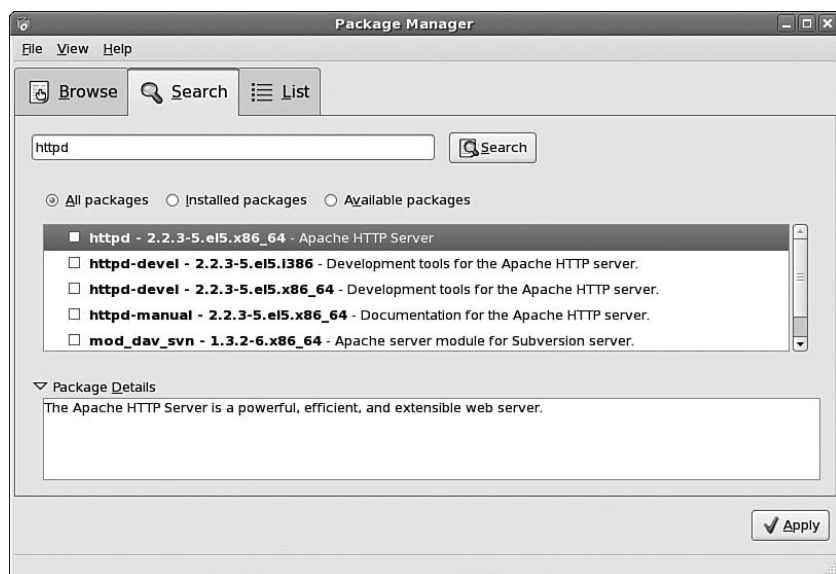 Package Manager
File View Help
Browse Search List
httpd Search
All packages Installed packages Available packages
httpd - 2.2.3-5.el5.x86_64 - Apache HTTP Server
httpd-devel - 2.2.3-5.el5.i386 - Development tools for the Apache HTTP server.
httpd-devel - 2.2.3-5.el5.x86_64 - Development tools for the Apache HTTP server.
httpd-manual - 2.2.3-5.el5.x86_64 - Documentation for the Apache HTTP server.
mod_dav_svn - 1.3.2-6.x86_64 - Apache server module for Subversion server.
Package Details
The Apache HTTP Server is a powerful, efficient, and extensible web server.
Apply